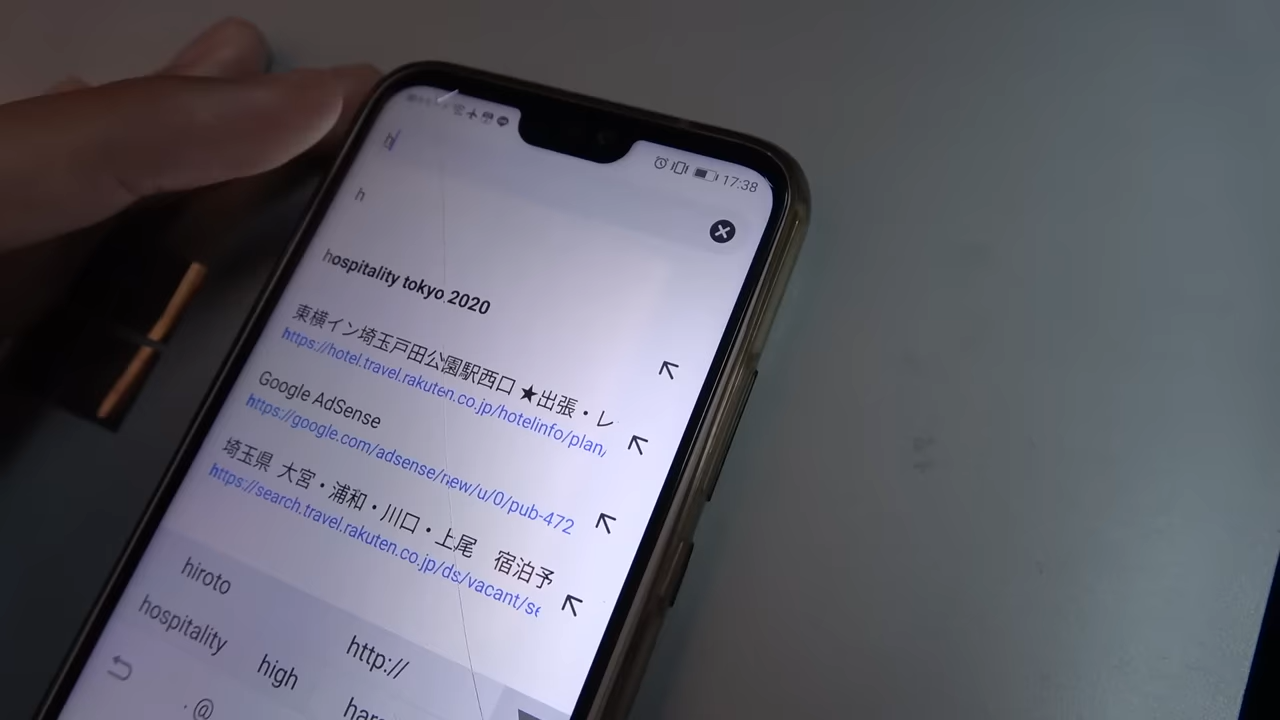 17:38
h
h
hospitality tokyo 2020
東横イン埼玉戸田公園駅西口 ★出張・レ
https://hotel.travel.rakuten.co.jp/hotelinfo/plan/
Google AdSense
https://google.com/adsense/new/u/0/pub-472
埼玉県 大宮・浦和・川口・上尾 宿泊予
https://search.travel.rakuten.co.jp/ds/vacant/se
hiroto
http://
hospitality high
.@